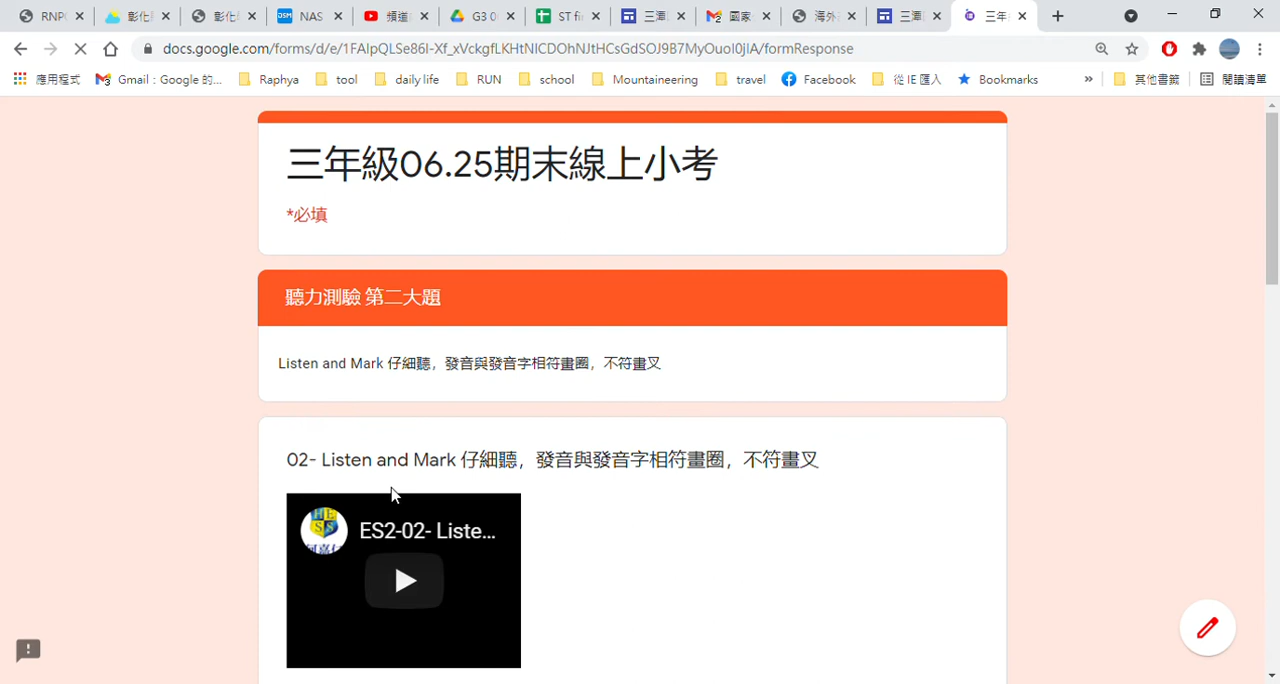 RNPC
彰化
彰化
DSM NAS
頻道
G3 0
ST fi
三潭
國家
海外
三潭
三年
docs.google.com/forms/d/e/1FAIpQLSe86I-Xf_xVckgfLKHtNICDOhNJtHCsGdSOJ9B7MyOuoI0jIA/formResponse
應用程式
Gmail：Google 的...
Raphya
tool
daily life
RUN
school
Mountaineering
travel
Facebook
從 IE 匯入
Bookmarks
»
其他書籤
閱讀清單
三年級06.25期末線上小考
*必填
聽力測驗 第二大題
Listen and Mark 仔細聽，發音與發音字相符畫圈，不符畫叉
02- Listen and Mark 仔細聽，發音與發音字相符畫圈，不符畫叉
HESS
ES2-02- Liste...